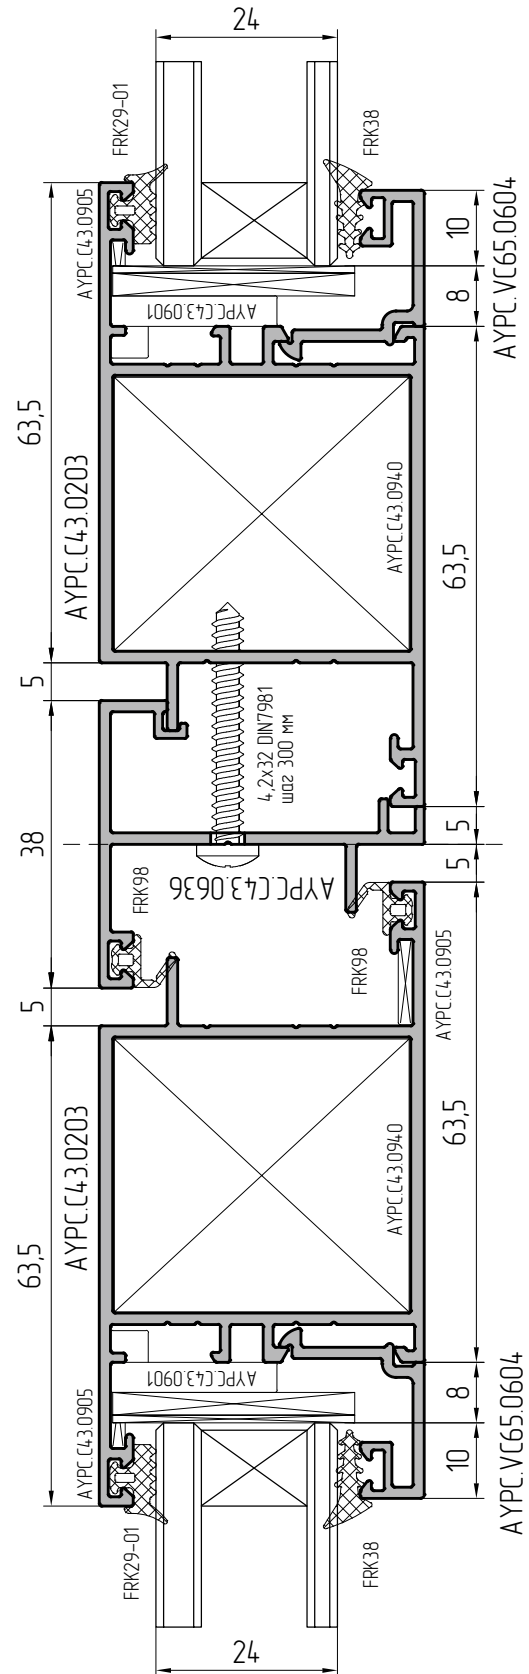 24
FRK29-01
FRK38
AYPC.C43.0905
10
8
AYPC.VC65.0604
AYPC.C43.0901
63,5
AYPC.C43.0203
AYPC.C43.0940
63,5
5
4,2x32 DIN7981
шаг 300 мм
38
5
5
AYPC.C43.0636
FRK98
FRK98
AYPC.C43.0905
5
63,5
AYPC.C43.0203
AYPC.C43.0940
63,5
AYPC.C43.0901
AYPC.C43.0905
8
10
AYPC.VC65.0604
FRK29-01
FRK38
24